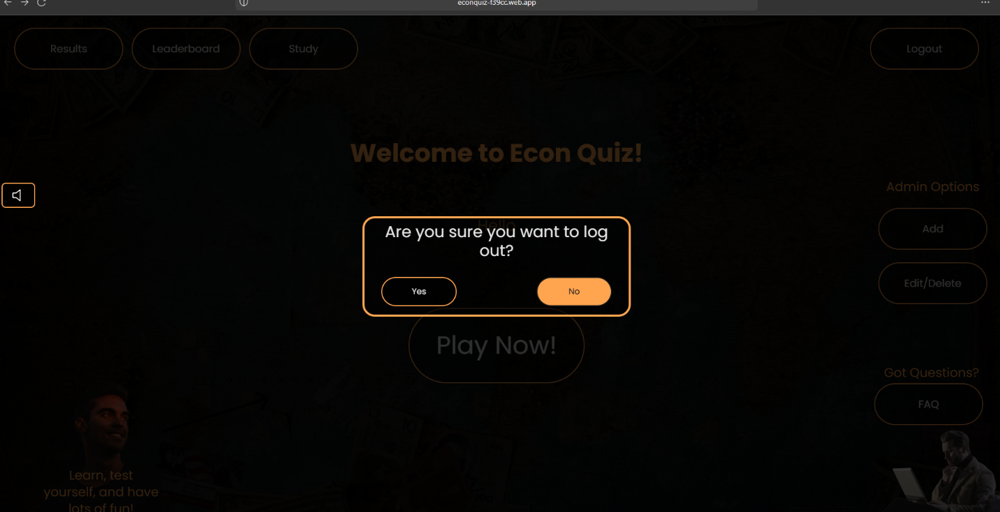 econquiz-f39cc.web.app
Results
Leaderboard
Study
Logout
Welcome to Econ Quiz!
Admin Options
Hello
Are you sure you want to log
out?
Add
Yes
No
Edit/Delete
Play Now!
Got Questions?
FAQ
Learn, test
yourself, and have
lots of fun!